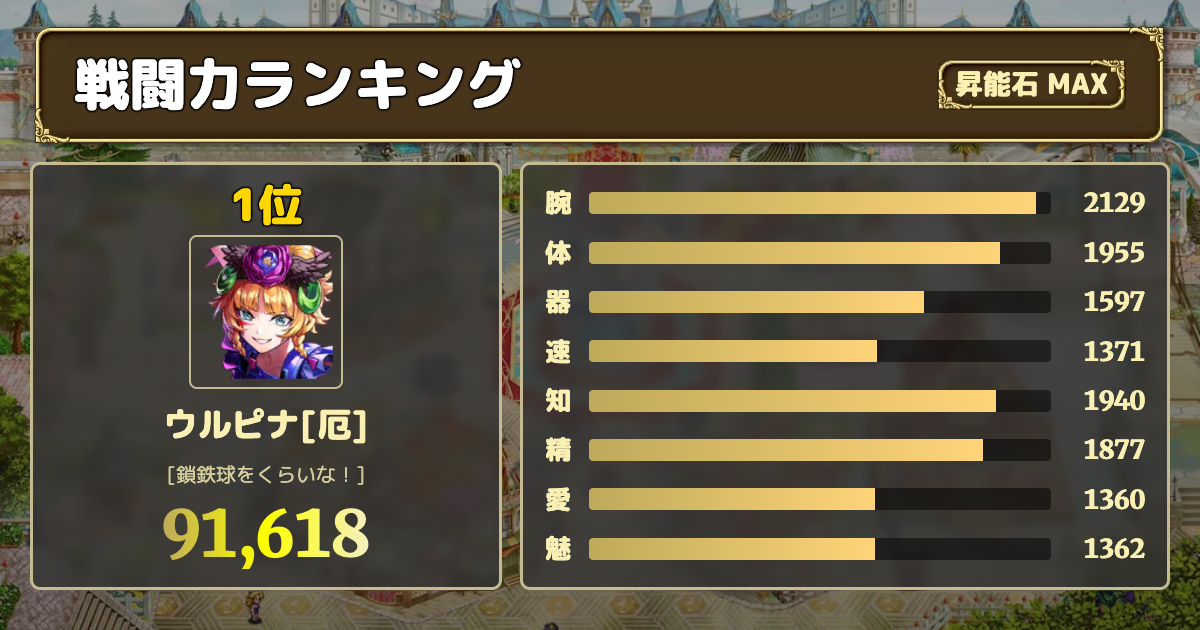 戦闘力ランキング
昇能石 MAX
1位
ウルピナ[厄]
[鎖鉄球をくらいな！]
91,618
腕 2129
体 1955
器 1597
速 1371
知 1940
精 1877
愛 1360
魅 1362